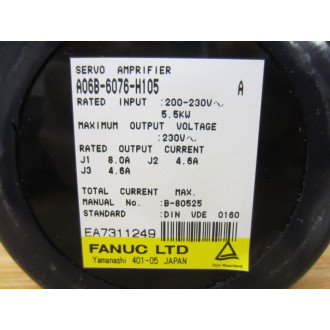 SERVO AMPRIFIER
A06B-6076-H105 A
RATED INPUT :200-230V~
5.5KW
MAXIMUM OUTPUT VOLTAGE
:230V~
RATED OUTPUT CURRENT
J1 8.0A J2 4.6A
J3 4.6A
TOTAL CURRENT MAX.
MANUAL No. :B-80525
STANDARD :DIN VDE 0160
EA7311249
FANUC LTD
Yamanashi 401-05 JAPAN